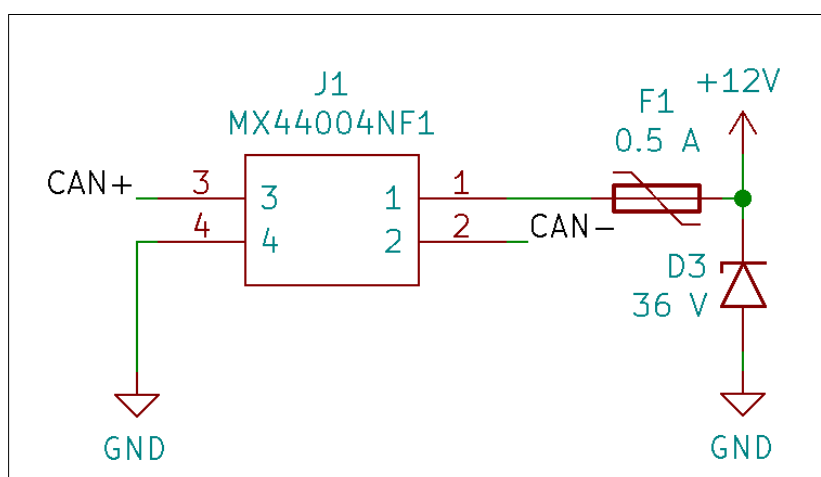 J1
MX44004NF1
CAN+
3
3
4
4
1
1
2
2
CAN-
F1
0.5 A
+12V
D3
36 V
GND
GND